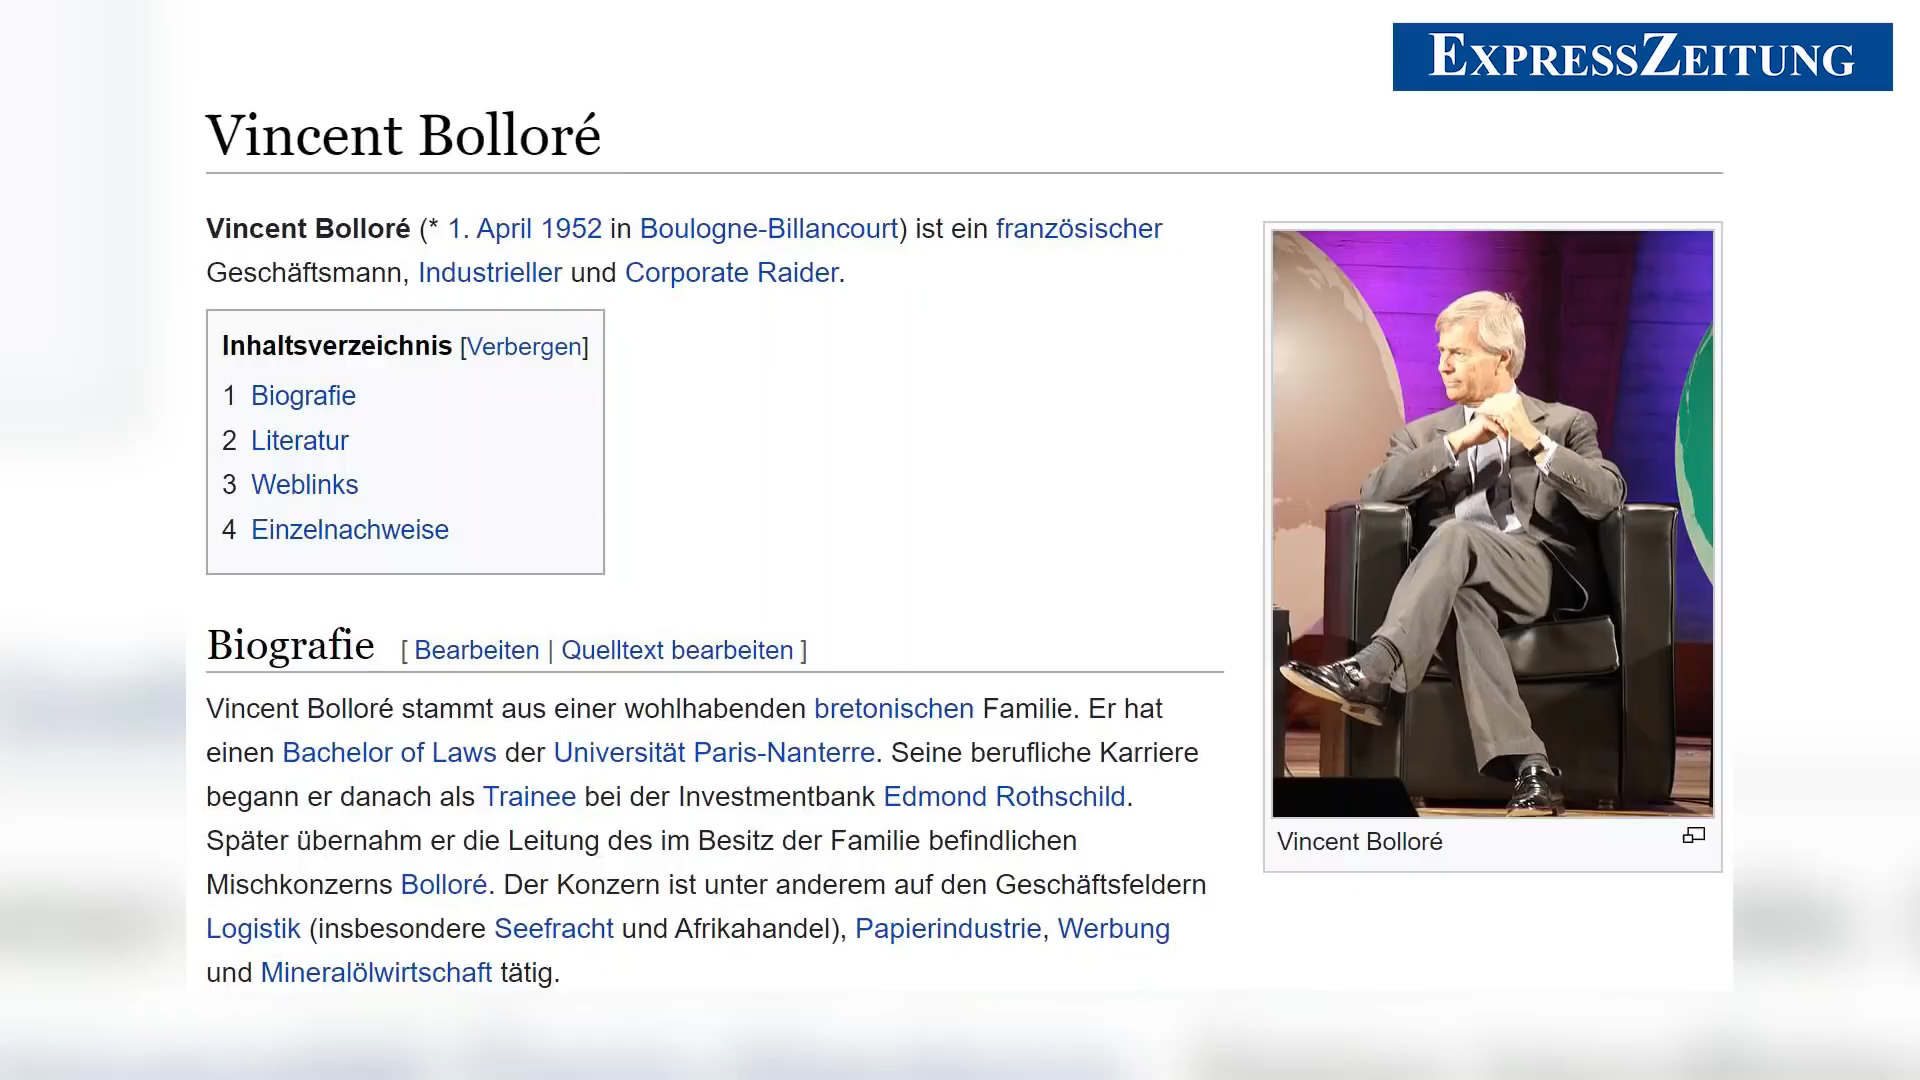 EXPRESSZEITUNG
Vincent Bolloré
Vincent Bolloré (* 1. April 1952 in Boulogne-Billancourt) ist ein französischer
Geschäftsmann, Industrieller und Corporate Raider.
Inhaltsverzeichnis [Verbergen]
1 Biografie
2 Literatur
3 Weblinks
4 Einzelnachweise
Biografie [ Bearbeiten | Quelltext bearbeiten ]
Vincent Bolloré stammt aus einer wohlhabenden bretonischen Familie. Er hat
einen Bachelor of Laws der Universität Paris-Nanterre. Seine berufliche Karriere
begann er danach als Trainee bei der Investmentbank Edmond Rothschild.
Später übernahm er die Leitung des im Besitz der Familie befindlichen
Mischkonzerns Bolloré. Der Konzern ist unter anderem auf den Geschäftsfeldern
Logistik (insbesondere Seefracht und Afrikahandel), Papierindustrie, Werbung
und Mineralölwirtschaft tätig.
Vincent Bolloré